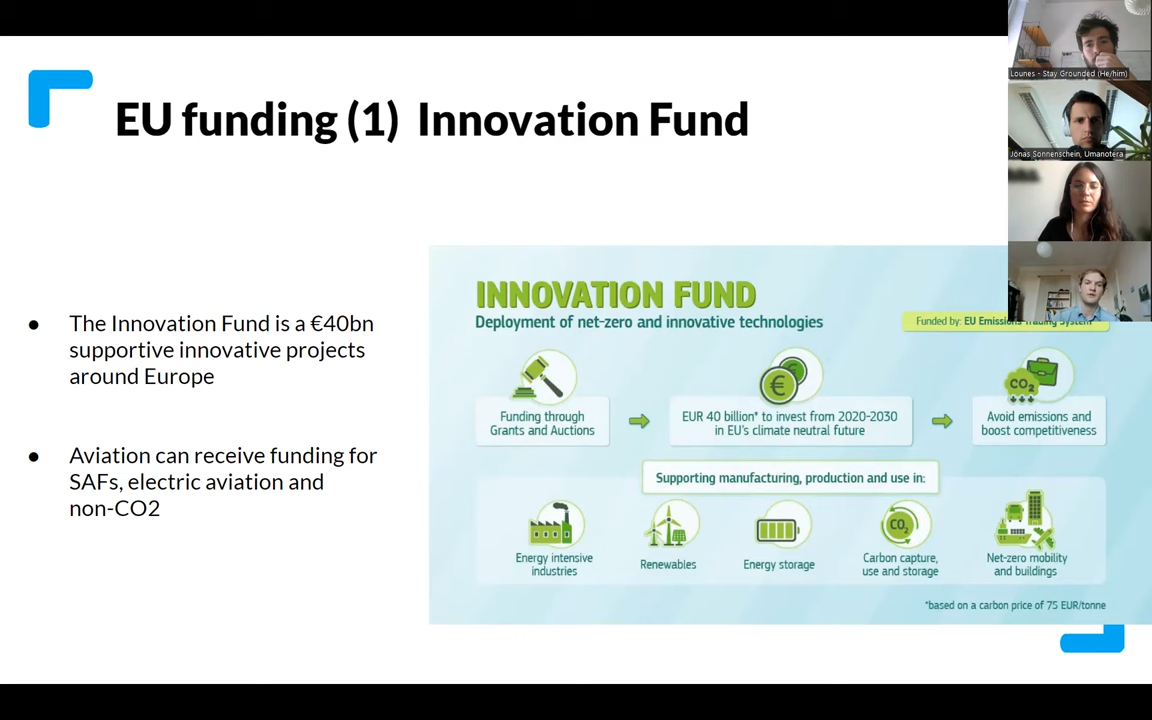 EU funding (1) Innovation Fund
Lounes - Stay Grounded (He/him)
Jonas Sonnenschein, Umanotera
● The Innovation Fund is a €40bn
supportive innovative projects
around Europe
● Aviation can receive funding for
SAFs, electric aviation and
non-CO2
INNOVATION FUND
Deployment of net-zero and innovative technologies
Funded by: EU Emissions Trading System
€
CO2
Funding through
Grants and Auctions
EUR 40 billion* to invest from 2020-2030
in EU's climate neutral future
Avoid emissions and
boost competitiveness
Supporting manufacturing, production and use in:
CO2
Energy intensive
industries
Renewables
Energy storage
Carbon capture,
use and storage
Net-zero mobility
and buildings
*based on a carbon price of 75 EUR/tonne